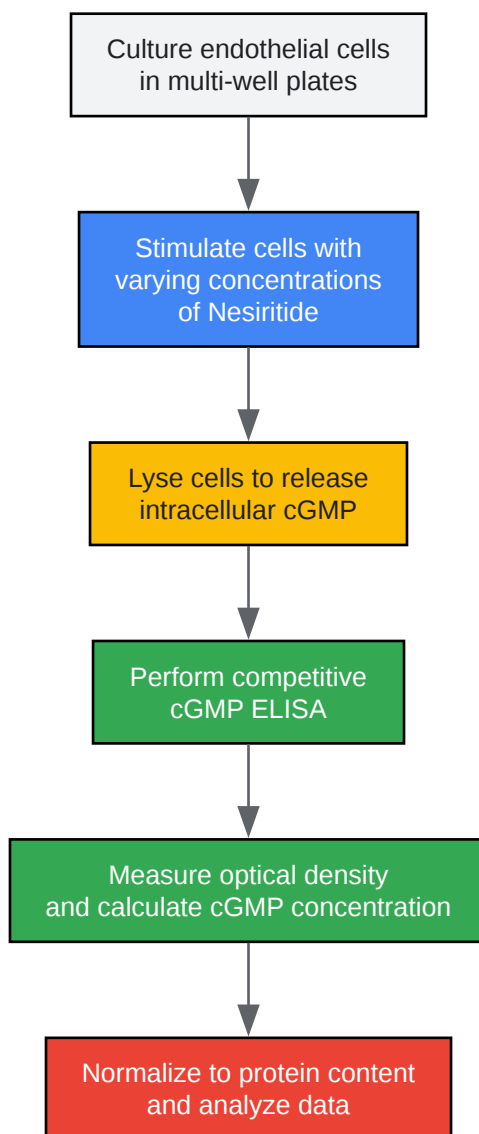 Culture endothelial cells
in multi-well plates
Stimulate cells with
varying concentrations
of Nesiritide
Lyse cells to release
intracellular cGMP
Perform competitive
cGMP ELISA
Measure optical density
and calculate cGMP concentration
Normalize to protein content
and analyze data